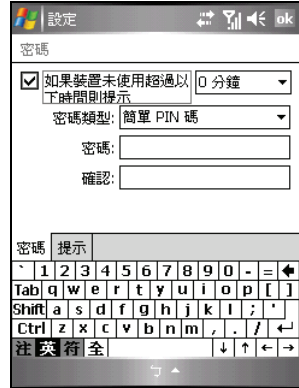 設定 ok
密碼
如果裝置未使用超過以下時間則提示 0 分鐘
密碼類型: 簡單 PIN 碼
密碼:
確認:
密碼 提示
` 1 2 3 4 5 6 7 8 9 0 - =
Tab q w e r t y u i o p [ ]
Shift a s d f g h j k l ; '
Ctrl z x c v b n m , . /
注 英 符 全